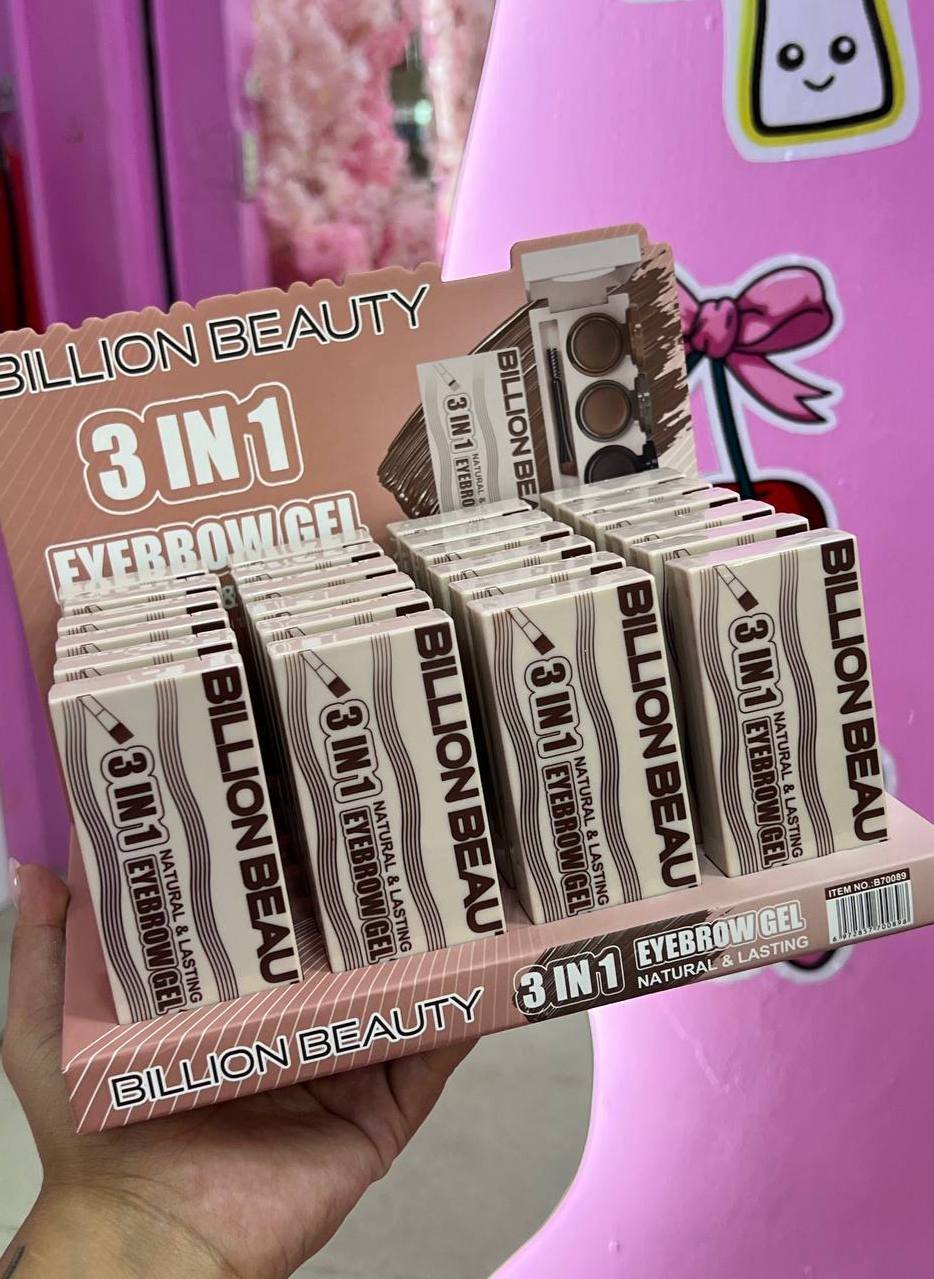 BILLION BEAUTY
3 IN 1
EYEBROW GEL
&
BILLION BE
3 IN 1 EYEBRO
NATURAL &
BILLION BEAU
3 IN 1 EYEBROW GEL
NATURAL & LASTING
BILLION BEAU
3 IN 1 EYEBROW GEL
NATURAL & LASTING
BILLION BEAU
3 IN 1 EYEBROW GEL
NATURAL & LASTING
BILLION BEAU
3 IN 1 EYEBROW GEL
NATURAL & LASTING
BILLION BEAUTY
3 IN 1
EYEBROW GEL
NATURAL & LASTING
ITEM NO.:B70089